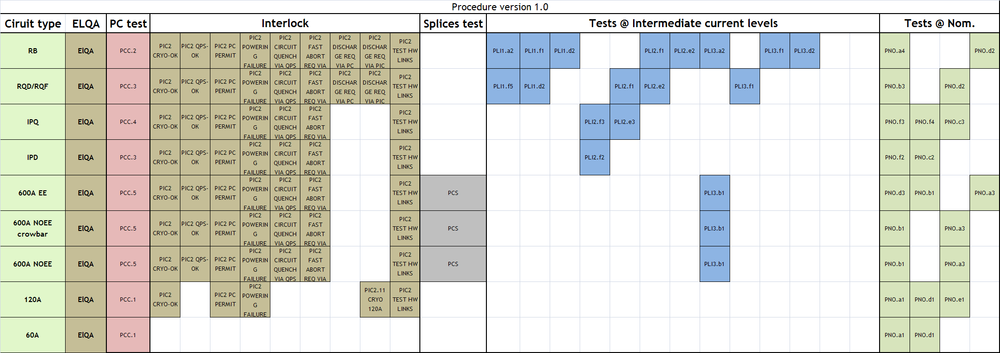 Procedure version 1.0
Ciruit type ELQA PC test Interlock Splices test Tests @ Intermediate current levels Tests @ Nom.
RB ElQA PCC.2 PIC2 CRYO-OK PIC2 QPS-OK PIC2 PC PERMIT PIC2 POWERING FAILURE PIC2 CIRCUIT QUENCH VIA QPS PIC2 FAST ABORT REQ VIA PIC2 DISCHARGE REQ VIA PC PIC2 DISCHARGE REQ VIA PIC PIC2 TEST HW LINKS PLI1.a2 PLI1.f1 PLI1.d2 PLI2.f1 PLI2.e2 PLI3.a2 PLI3.f1 PLI3.d2 PNO.a4 PNO.d2
RQD/RQF ElQA PCC.3 PIC2 CRYO-OK PIC2 QPS-OK PIC2 PC PERMIT PIC2 POWERING FAILURE PIC2 CIRCUIT QUENCH VIA QPS PIC2 FAST ABORT REQ VIA PIC2 DISCHARGE REQ VIA PC PIC2 DISCHARGE REQ VIA PIC PIC2 TEST HW LINKS PLI1.f5 PLI1.d2 PLI2.f1 PLI2.e2 PLI3.f1 PNO.b3 PNO.d2
IPQ ElQA PCC.4 PIC2 CRYO-OK PIC2 QPS-OK PIC2 PC PERMIT PIC2 POWERING FAILURE PIC2 CIRCUIT QUENCH VIA QPS PIC2 FAST ABORT REQ VIA PIC2 TEST HW LINKS PLI2.f3 PLI2.e3 PNO.f3 PNO.f4 PNO.c3
IPD ElQA PCC.3 PIC2 CRYO-OK PIC2 QPS-OK PIC2 PC PERMIT PIC2 POWERING FAILURE PIC2 CIRCUIT QUENCH VIA QPS PIC2 FAST ABORT REQ VIA PIC2 TEST HW LINKS PLI2.f2 PNO.f2 PNO.c2
600A EE ElQA PCC.5 PIC2 CRYO-OK PIC2 QPS-OK PIC2 PC PERMIT PIC2 POWERING FAILURE PIC2 CIRCUIT QUENCH VIA QPS PIC2 FAST ABORT REQ VIA PIC2 TEST HW LINKS PCS PLI3.b1 PNO.d3 PNO.b1 PNO.a3
600A NOEE crowbar ElQA PCC.5 PIC2 CRYO-OK PIC2 QPS-OK PIC2 PC PERMIT PIC2 POWERING FAILURE PIC2 CIRCUIT QUENCH VIA QPS PIC2 FAST ABORT REQ VIA PIC2 TEST HW LINKS PCS PLI3.b1 PNO.b1 PNO.a3
600A NOEE ElQA PCC.5 PIC2 CRYO-OK PIC2 QPS-OK PIC2 PC PERMIT PIC2 POWERING FAILURE PIC2 CIRCUIT QUENCH VIA QPS PIC2 FAST ABORT REQ VIA PIC2 TEST HW LINKS PCS PLI3.b1 PNO.b1 PNO.a3
120A ElQA PCC.1 PIC2 CRYO-OK PIC2 PC PERMIT PIC2 POWERING FAILURE PIC2.11 CRYO 120A PIC2 TEST HW LINKS PNO.a1 PNO.d1 PNO.e1
60A ElQA PCC.1 PNO.a1 PNO.d1